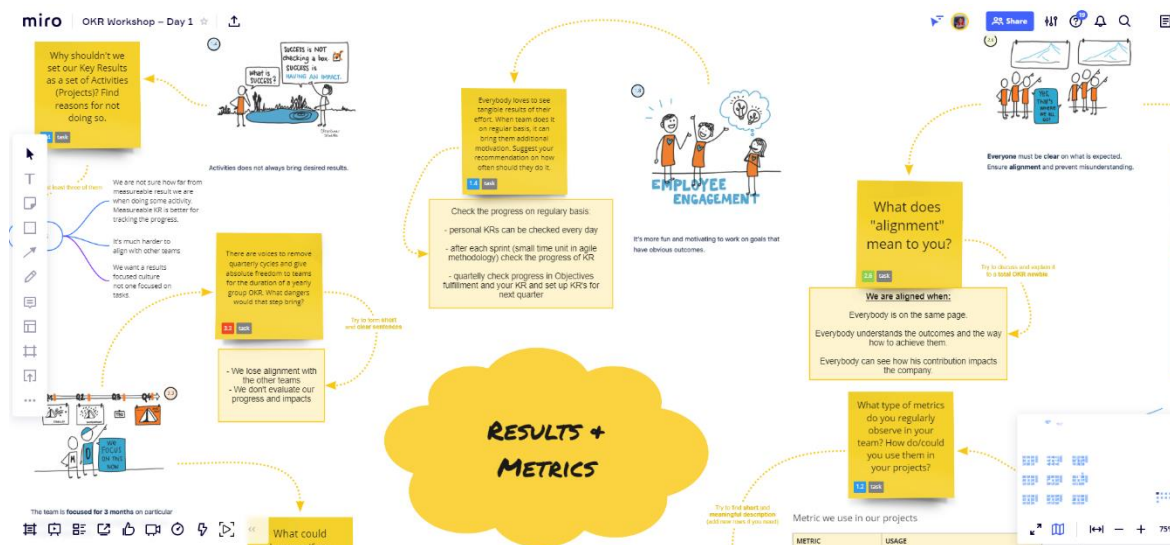 miro
OKR Workshop – Day 1
Share
19
Why shouldn't we
set our Key Results
as a set of Activities
(Projects)? Find
reasons for not
doing so.
task
WHAT IS
SUCCESS?
SUCCESS IS NOT
CHECKING A BOX
SUCCESS IS
HAVING AN IMPACT.
Activities does not always bring desired results.
least three of them
We are not sure how far from
measureable result we are
when doing some activity.
Measureable KR is better for
tracking the progress.
It's much harder to
align with other teams
We want a results
focused culture
not one focused on
tasks.
There are voices to remove
quarterly cycles and give
absolute freedom to teams
for the duration of a yearly
group OKR. What dangers
would that step bring?
task
Try to form short
and clear sentences
- We lose alignment with
the other teams
- We don't evaluate our
progress and impacts
WE
FOCUS
ON THIS
NOW
The team is focused for 3 months on particular
What could
Everybody loves to see
tangible results of their
effort. When team does it
on regular basis, it can
bring them additional
motivation. Suggest your
recommendation on how
often should they do it.
1.4 task
Check the progress on regulary basis:
- personal KRs can be checked every day
- after each sprint (small time unit in agile
methodology) check the progress of KR
- quartelly check progress in Objectives
fulfillment and your KR and set up KR's for
next quarter
EMPLOYEE
ENGAGEMENT
It's more fun and motivating to work on goals that
have obvious outcomes.
RESULTS +
METRICS
YES,
THAT'S
WHERE
WE ALL
GO!
Everyone must be clear on what is expected.
Ensure alignment and prevent misunderstanding.
What does
"alignment"
mean to you?
task
Try to discuss and explain it
to a total OKR newbie
We are aligned when:
Everybody is on the same page.
Everybody understands the outcomes and the way
how to achieve them.
Everybody can see how his contribution impacts
the company.
What type of metrics
do you regularly
observe in your
team? How do/could
you use them in
your projects?
1.2 task
Try to find short and
meaningful description
(add new rows if you want)
Metric we use in our projects
METRIC
USAGE
75%